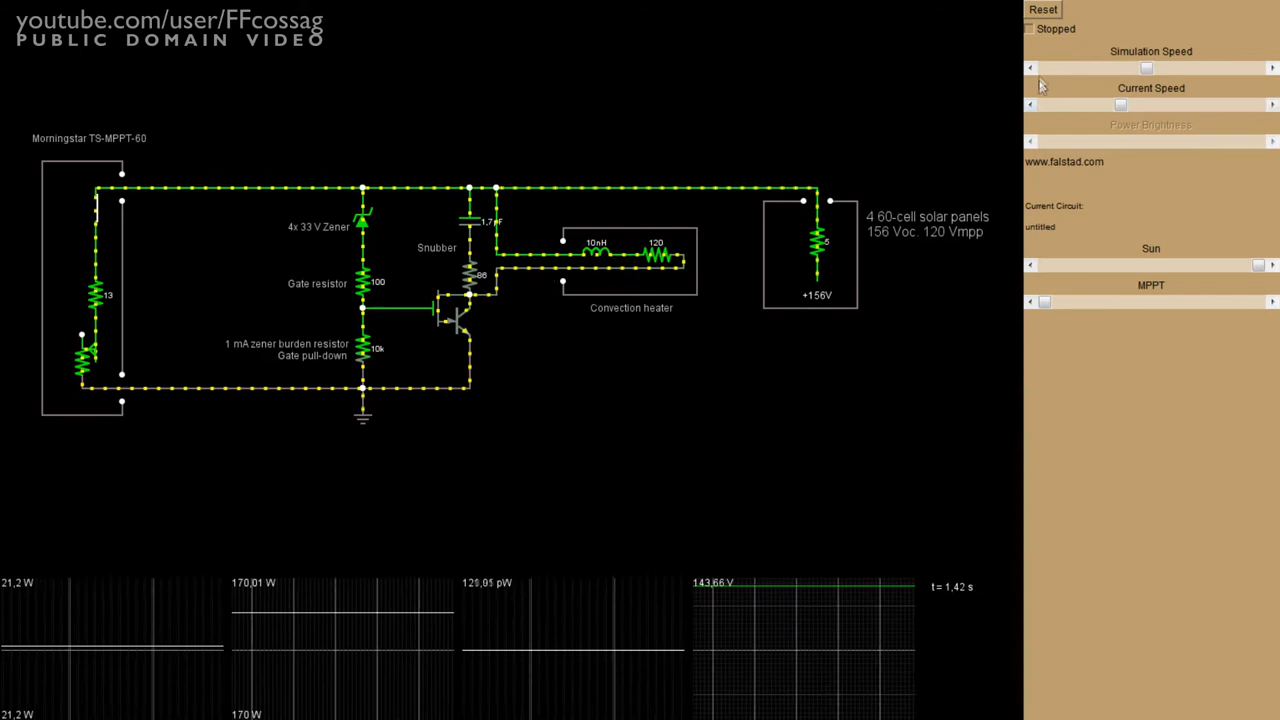 youtube.com/user/FFcossag
PUBLIC DOMAIN VIDEO
Reset
Stopped
Simulation Speed
Current Speed
Power Brightness
www.falstad.com
Current Circuit:
untitled
Sun
MPPT
Morningstar TS-MPPT-60
13
4x 33 V Zener
Gate resistor
100
1 mA zener burden resistor
Gate pull-down
10k
Snubber
86
10nH
120
Convection heater
5
+156V
4 60-cell solar panels
156 Voc. 120 Vmpp
21,2 W
170,01 W
143,66 V
t = 1,42 s
21,2 W
170 W